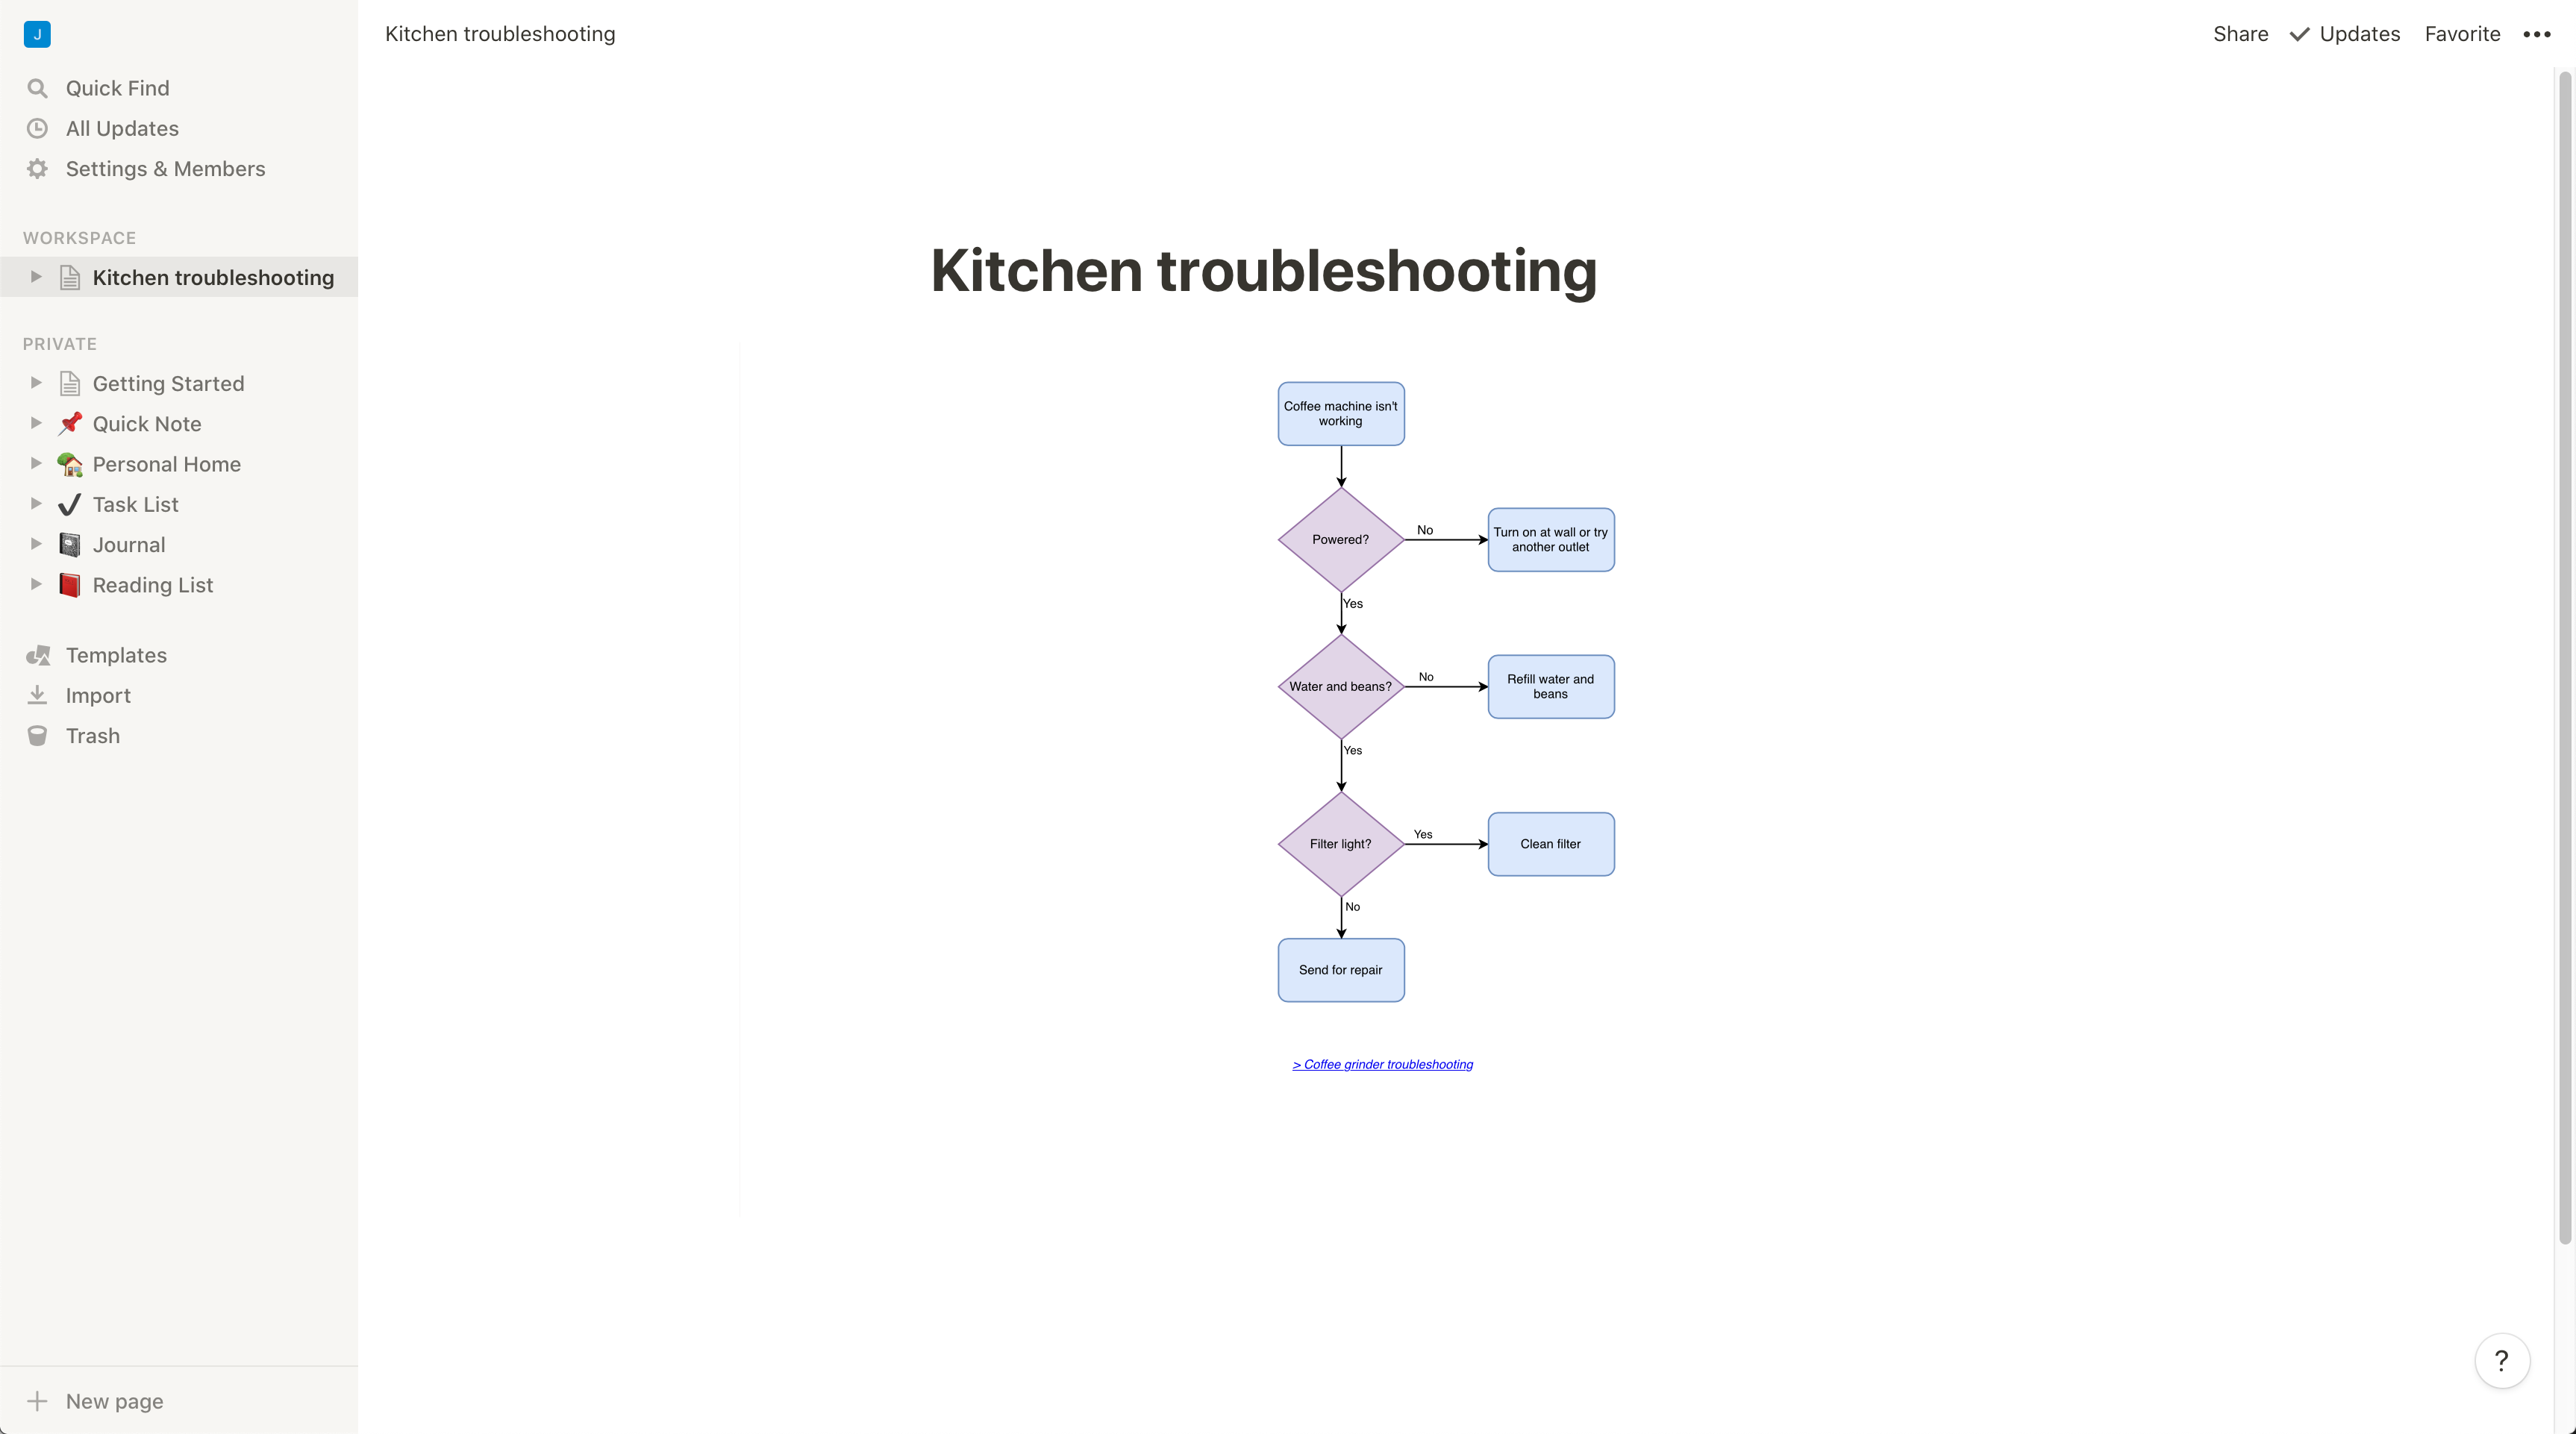 J
Quick Find
All Updates
Settings & Members
WORKSPACE
Kitchen troubleshooting
PRIVATE
Getting Started
Quick Note
Personal Home
Task List
Journal
Reading List
Templates
Import
Trash
New page
Kitchen troubleshooting
Share
Updates
Favorite
Kitchen troubleshooting
Coffee machine isn't
working
Powered?
No
Turn on at wall or try
another outlet
Yes
Water and beans?
No
Refill water and
beans
Yes
Filter light?
Yes
Clean filter
No
Send for repair
> Coffee grinder troubleshooting
?